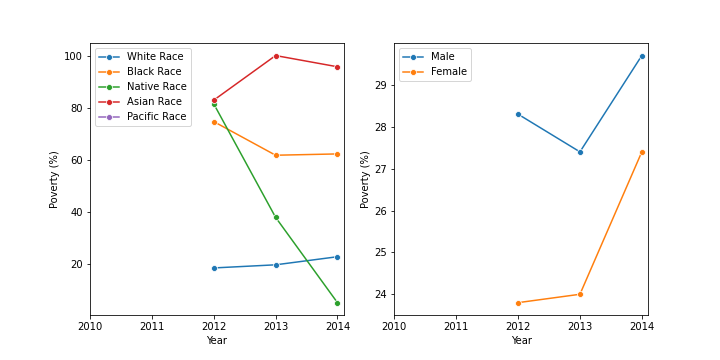 White Race
Black Race
Native Race
Asian Race
Pacific Race
100
80
60
40
20
Poverty (%)
2010 2011 2012 2013 2014
Year
Male
Female
29
28
27
26
25
24
Poverty (%)
2010 2011 2012 2013 2014
Year